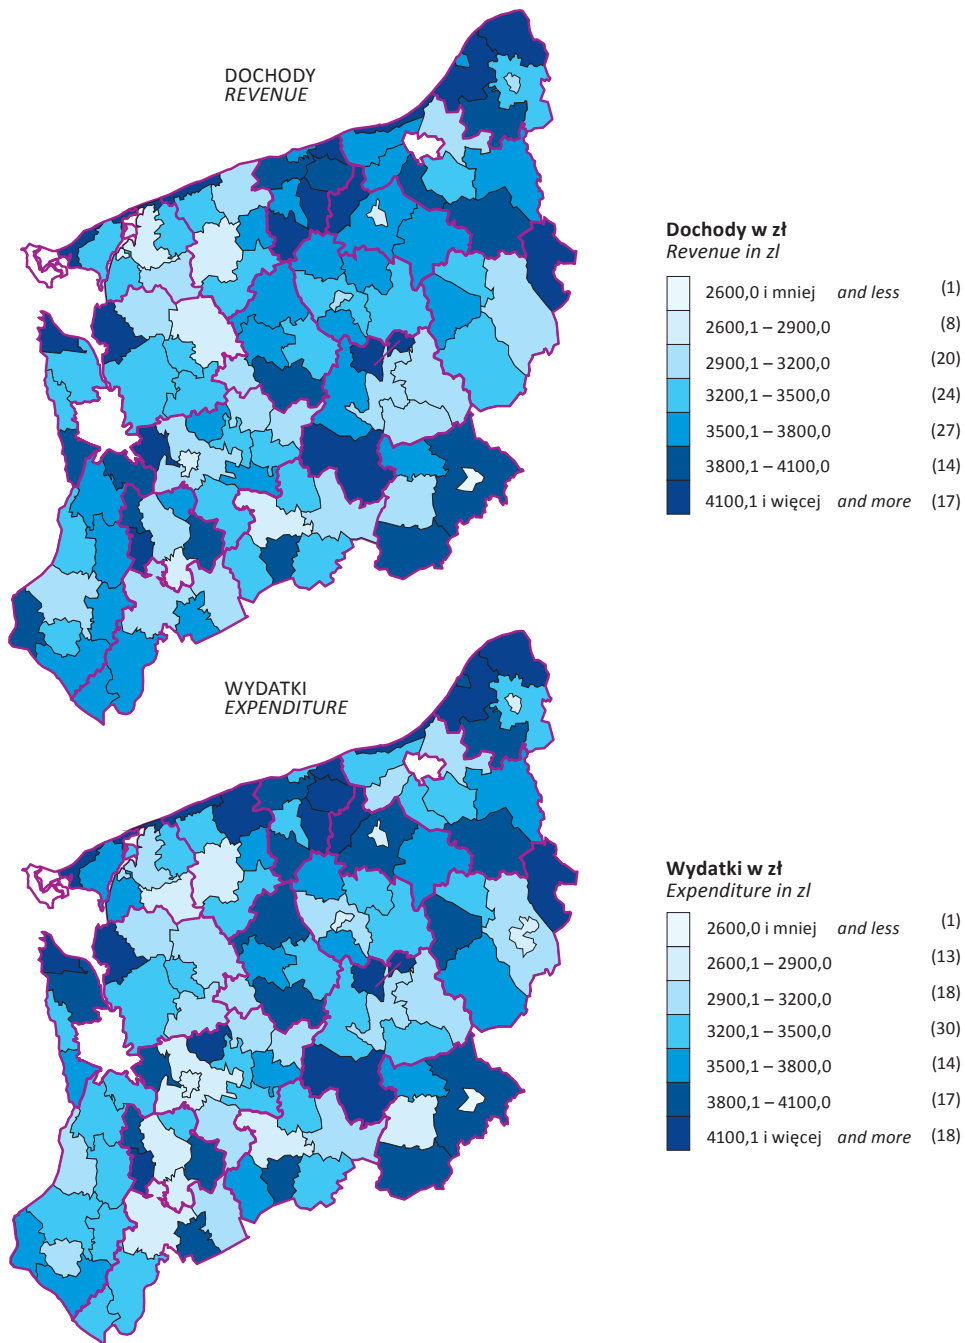 DOCHODY
REVENUE
Dochody w zł
Revenue in zl
2600,0 i mniej and less (1)
2600,1 – 2900,0 (8)
2900,1 – 3200,0 (20)
3200,1 – 3500,0 (24)
3500,1 – 3800,0 (27)
3800,1 – 4100,0 (14)
4100,1 i więcej and more (17)
WYDATKI
EXPENDITURE
Wydatki w zł
Expenditure in zl
2600,0 i mniej and less (1)
2600,1 – 2900,0 (13)
2900,1 – 3200,0 (18)
3200,1 – 3500,0 (30)
3500,1 – 3800,0 (14)
3800,1 – 4100,0 (17)
4100,1 i więcej and more (18)